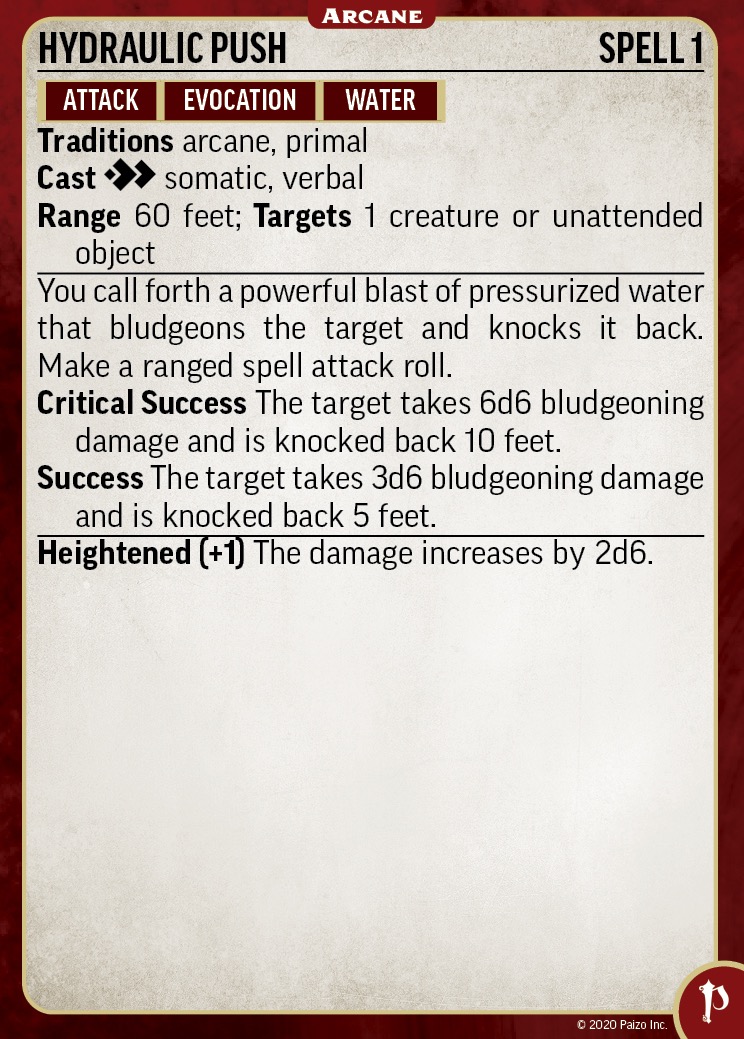 ARCANE
HYDRAULIC PUSH SPELL 1
ATTACK EVOCATION WATER
Traditions arcane, primal
Cast somatic, verbal
Range 60 feet; Targets 1 creature or unattended
object
You call forth a powerful blast of pressurized water
that bludgeons the target and knocks it back.
Make a ranged spell attack roll.
Critical Success The target takes 6d6 bludgeoning
damage and is knocked back 10 feet.
Success The target takes 3d6 bludgeoning damage
and is knocked back 5 feet.
Heightened (+1) The damage increases by 2d6.
© 2020 Paizo Inc.
P